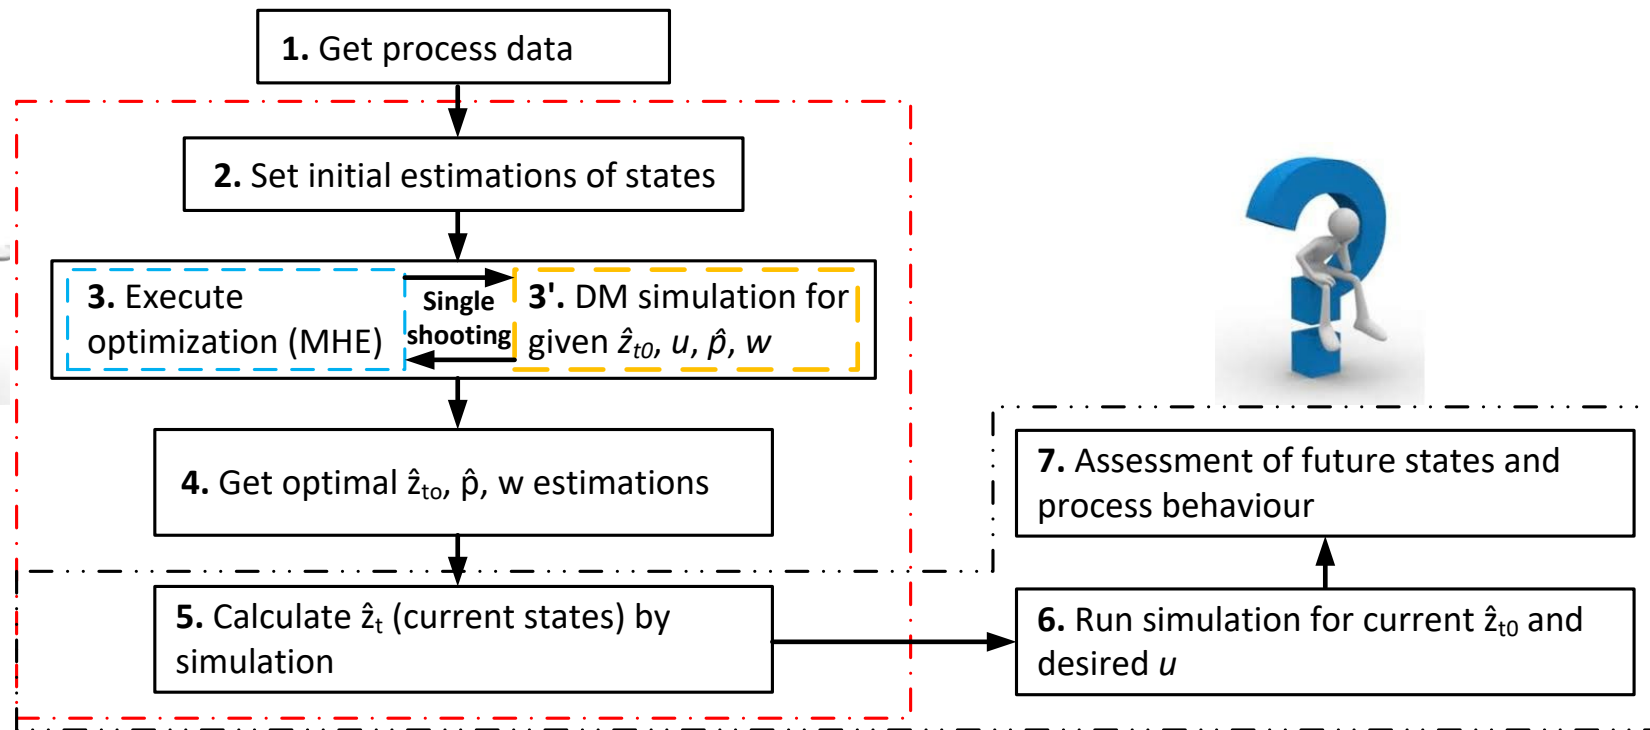 1. Get process data
2. Set initial estimations of states
3. Execute
optimization (MHE)
Single
shooting
3'. DM simulation for
given ẑt0, u, p̂, w
4. Get optimal ẑto, p̂, w estimations
5. Calculate ẑt (current states) by
simulation
7. Assessment of future states and
process behaviour
6. Run simulation for current ẑt0 and
desired u